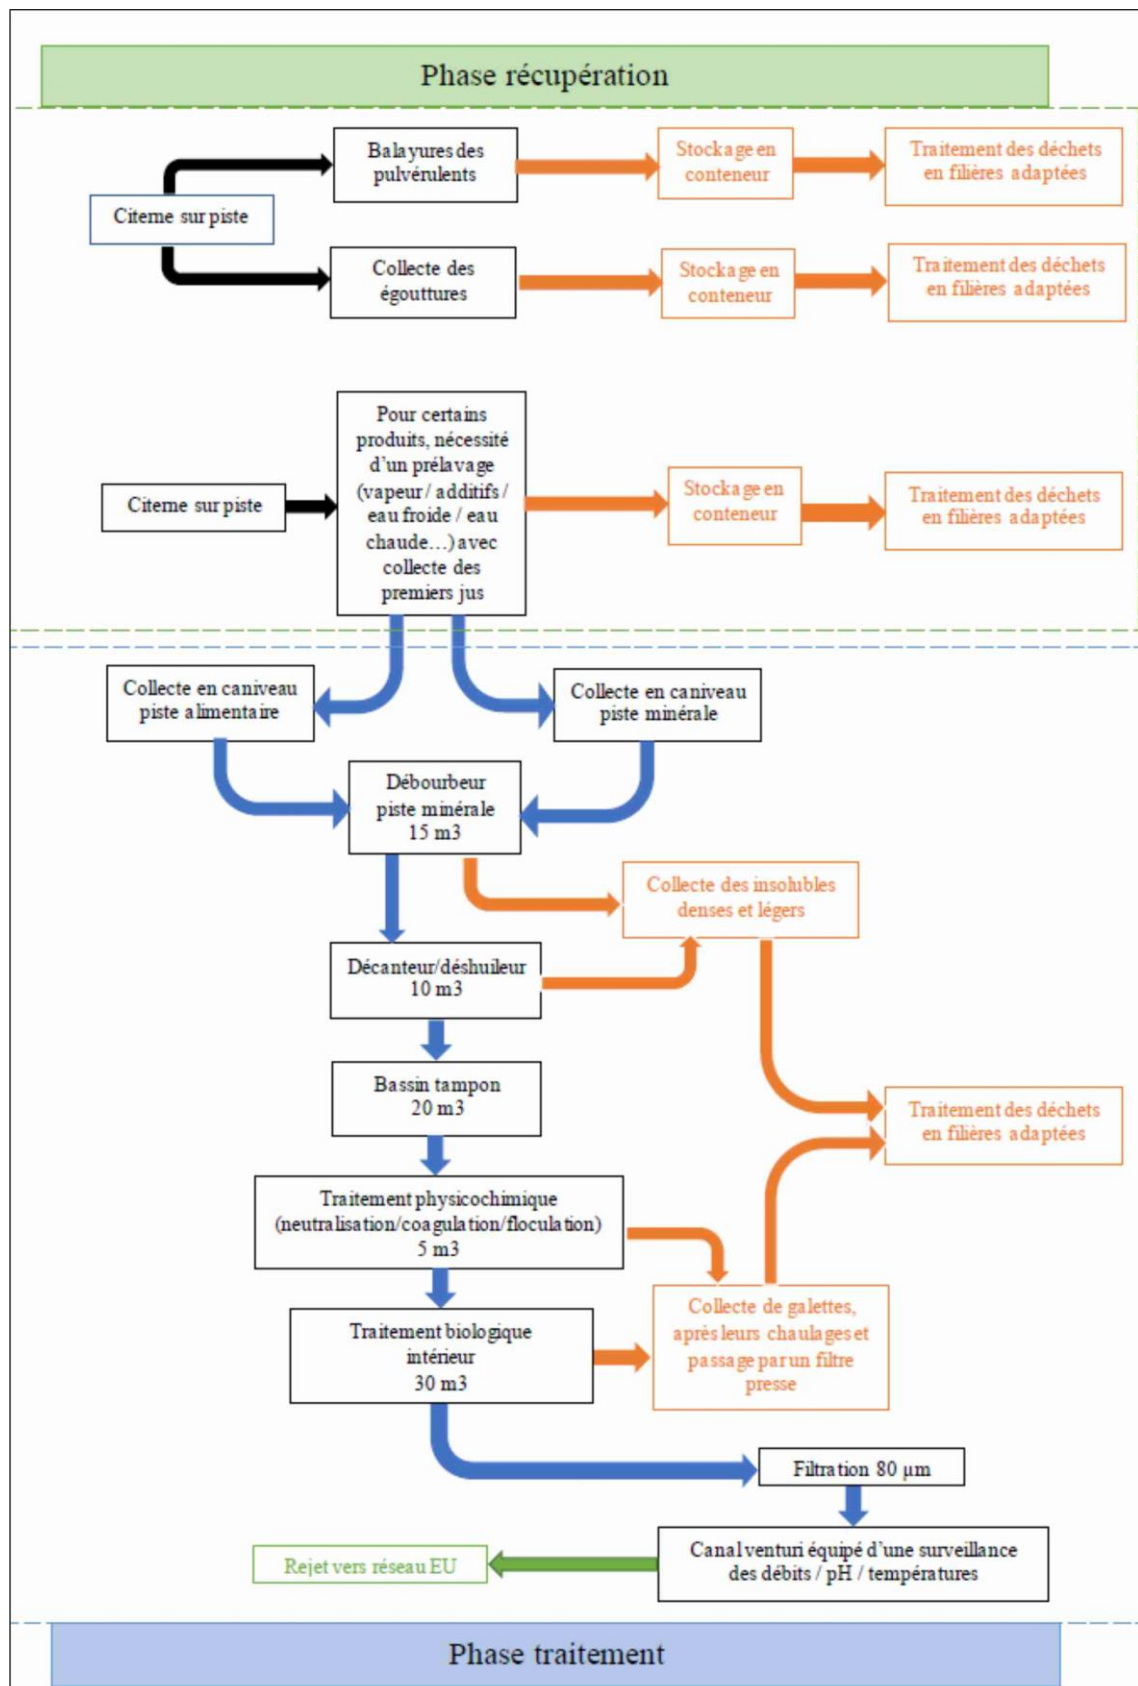 Phase récupération
Balayures des
pulvérulents
Stockage en
conteneur
Traitement des déchets
en filières adaptées
Citerne sur piste
Collecte des
égouttures
Stockage en
conteneur
Traitement des déchets
en filières adaptées
Pour certains
produits, nécessité
d'un prélavage
(vapeur / additifs /
eau froide / eau
chaude…) avec
collecte des
premiers jus
Citerne sur piste
Stockage en
conteneur
Traitement des déchets
en filières adaptées
Collecte en caniveau
piste alimentaire
Collecte en caniveau
piste minérale
Débourbeur
piste minérale
15 m3
Collecte des insolubles
denses et légers
Décanteur/déshuileur
10 m3
Bassin tampon
20 m3
Traitement des déchets
en filières adaptées
Traitement physicochimique
(neutralisation/coagulation/floculation)
5 m3
Traitement biologique
intérieur
30 m3
Collecte de galettes,
après leurs chaulages et
passage par un filtre
presse
Filtration 80 µm
Canal venturi équipé d'une surveillance
des débits / pH / températures
Rejet vers réseau EU
Phase traitement